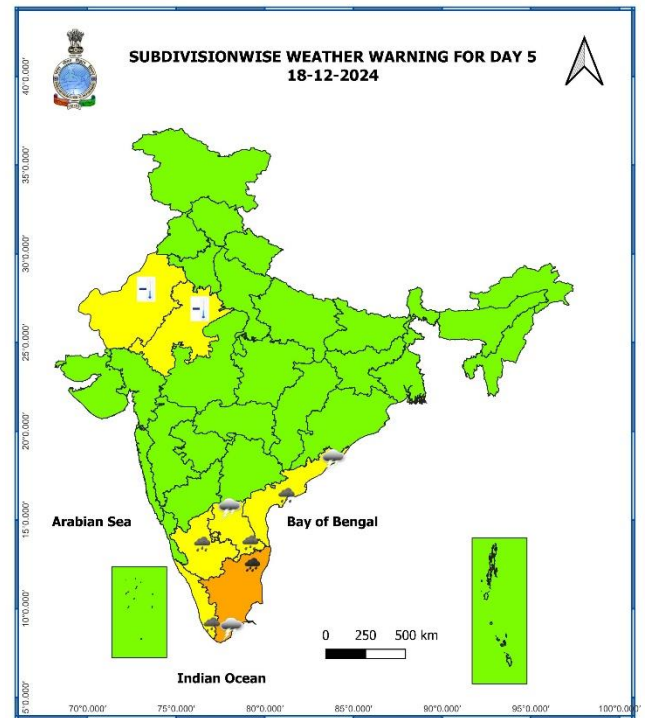 SUBDIVISIONWISE WEATHER WARNING FOR DAY 5
18-12-2024
40°0.000'
35°0.000'
30°0.000'
25°0.000'
20°0.000'
15°0.000'
10°0.000'
5°0.000'
Arabian Sea
Bay of Bengal
0 250 500 km
Indian Ocean
70°0.000' 75°0.000' 80°0.000' 85°0.000' 90°0.000' 95°0.000' 100°0.0